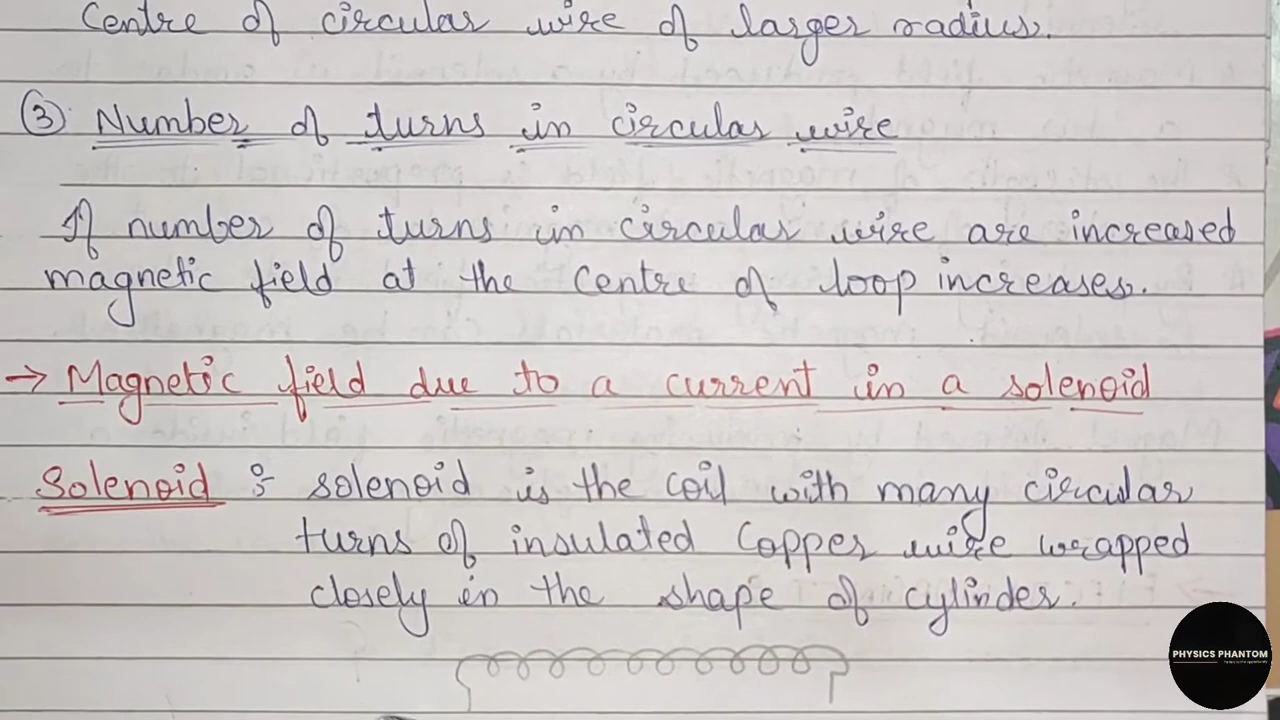 Centre of circular wire of larger radius.
③ Number of turns in circular wire
If number of turns in circular wire are increased
magnetic field at the centre of loop increases.
→ Magnetic field due to a current in a solenoid
Solenoid :- solenoid is the coil with many circular
turns of insulated copper wire wrapped
closely in the shape of cylinder.
PHYSICS PHANTOM